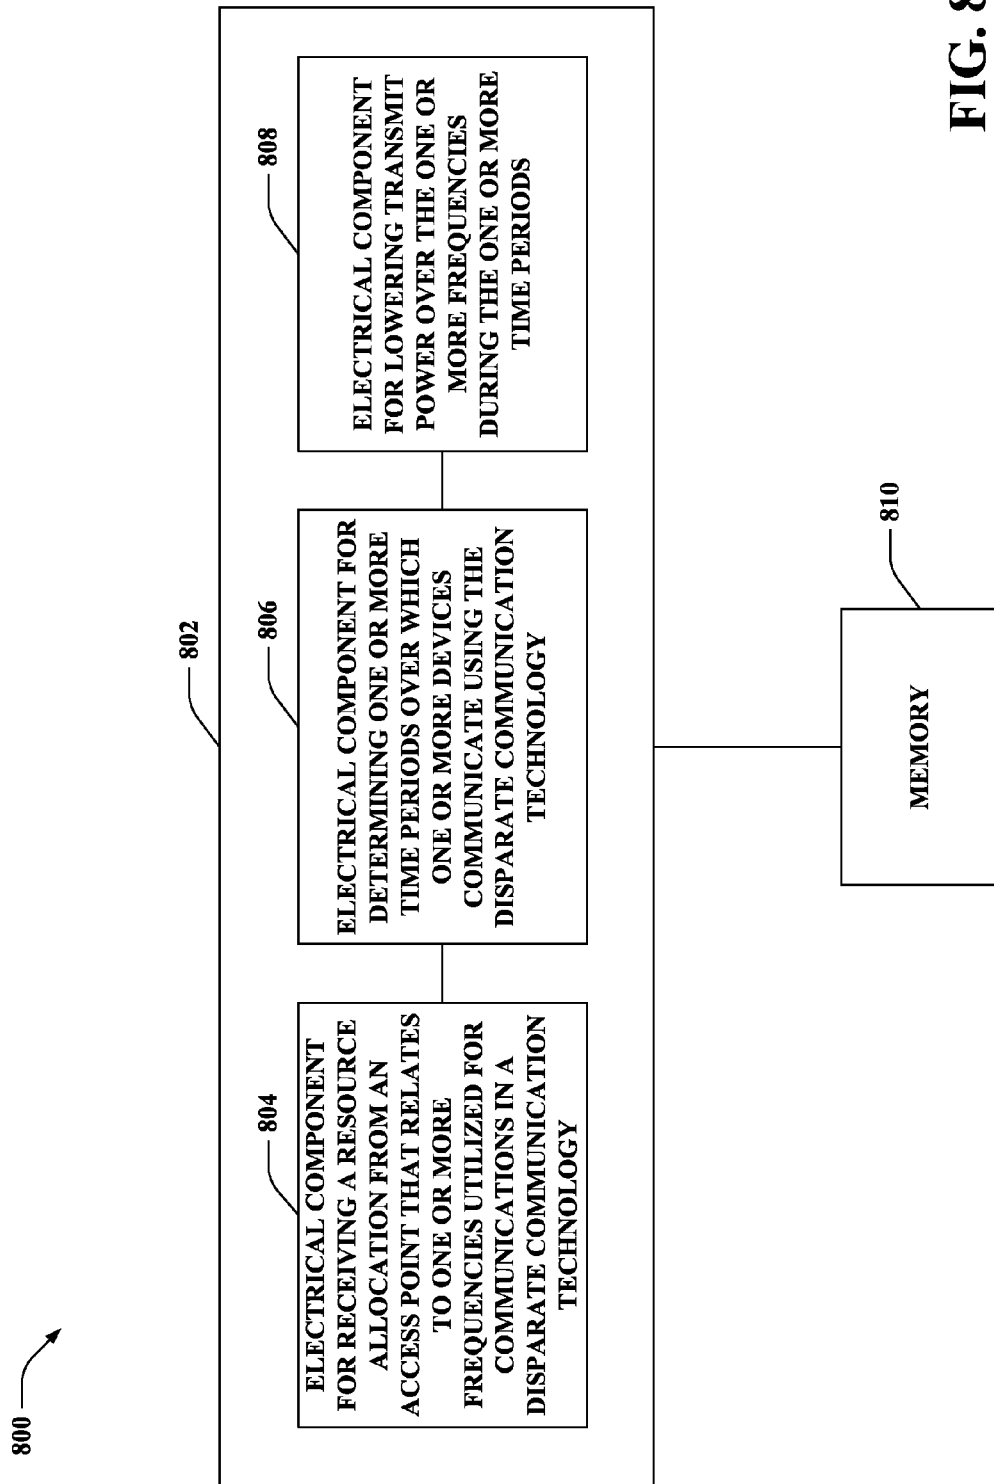 800
802
804
ELECTRICAL COMPONENT
FOR RECEIVING A RESOURCE
ALLOCATION FROM AN
ACCESS POINT THAT RELATES
TO ONE OR MORE
FREQUENCIES UTILIZED FOR
COMMUNICATIONS IN A
DISPARATE COMMUNICATION
TECHNOLOGY
806
ELECTRICAL COMPONENT FOR
DETERMINING ONE OR MORE
TIME PERIODS OVER WHICH
ONE OR MORE DEVICES
COMMUNICATE USING THE
DISPARATE COMMUNICATION
TECHNOLOGY
808
ELECTRICAL COMPONENT
FOR LOWERING TRANSMIT
POWER OVER THE ONE OR
MORE FREQUENCIES
DURING THE ONE OR MORE
TIME PERIODS
810
MEMORY
FIG. 8